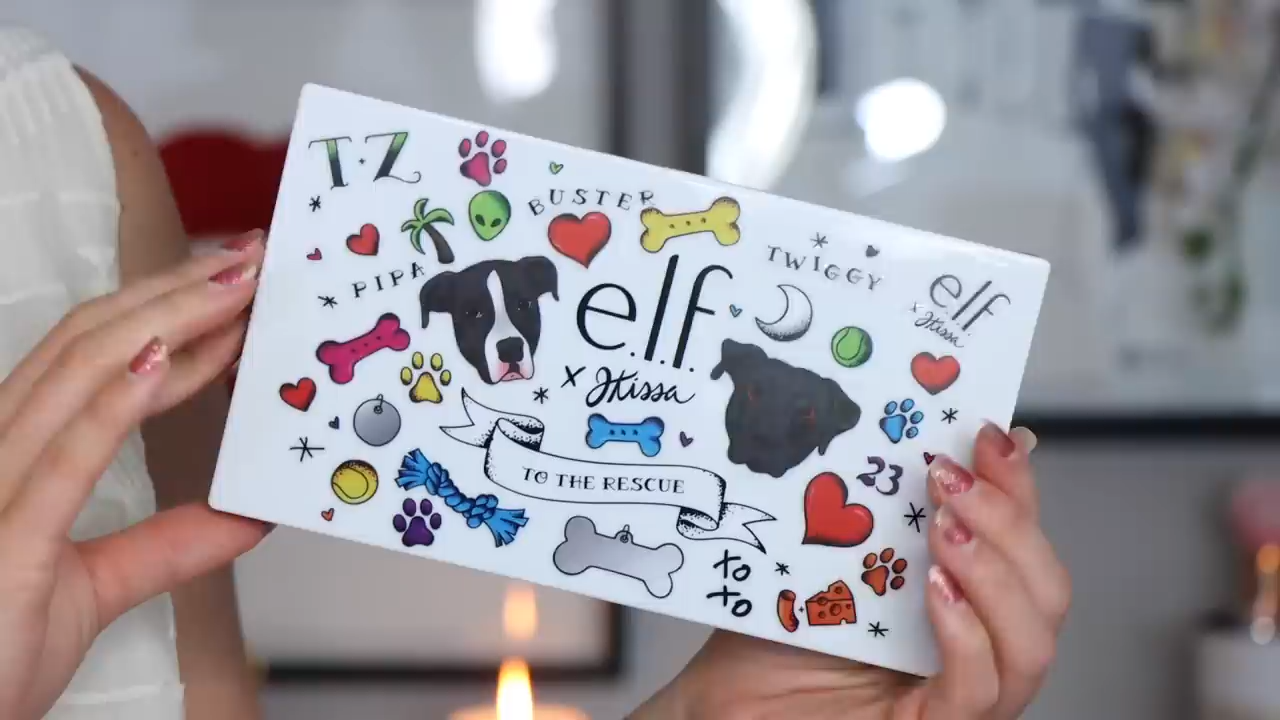 T·Z
BUSTER
PIPA
TWIGGY
e.l.f.
x Jkissa
e.l.f.
x Jkissa
TO THE RESCUE
23
XO
XO